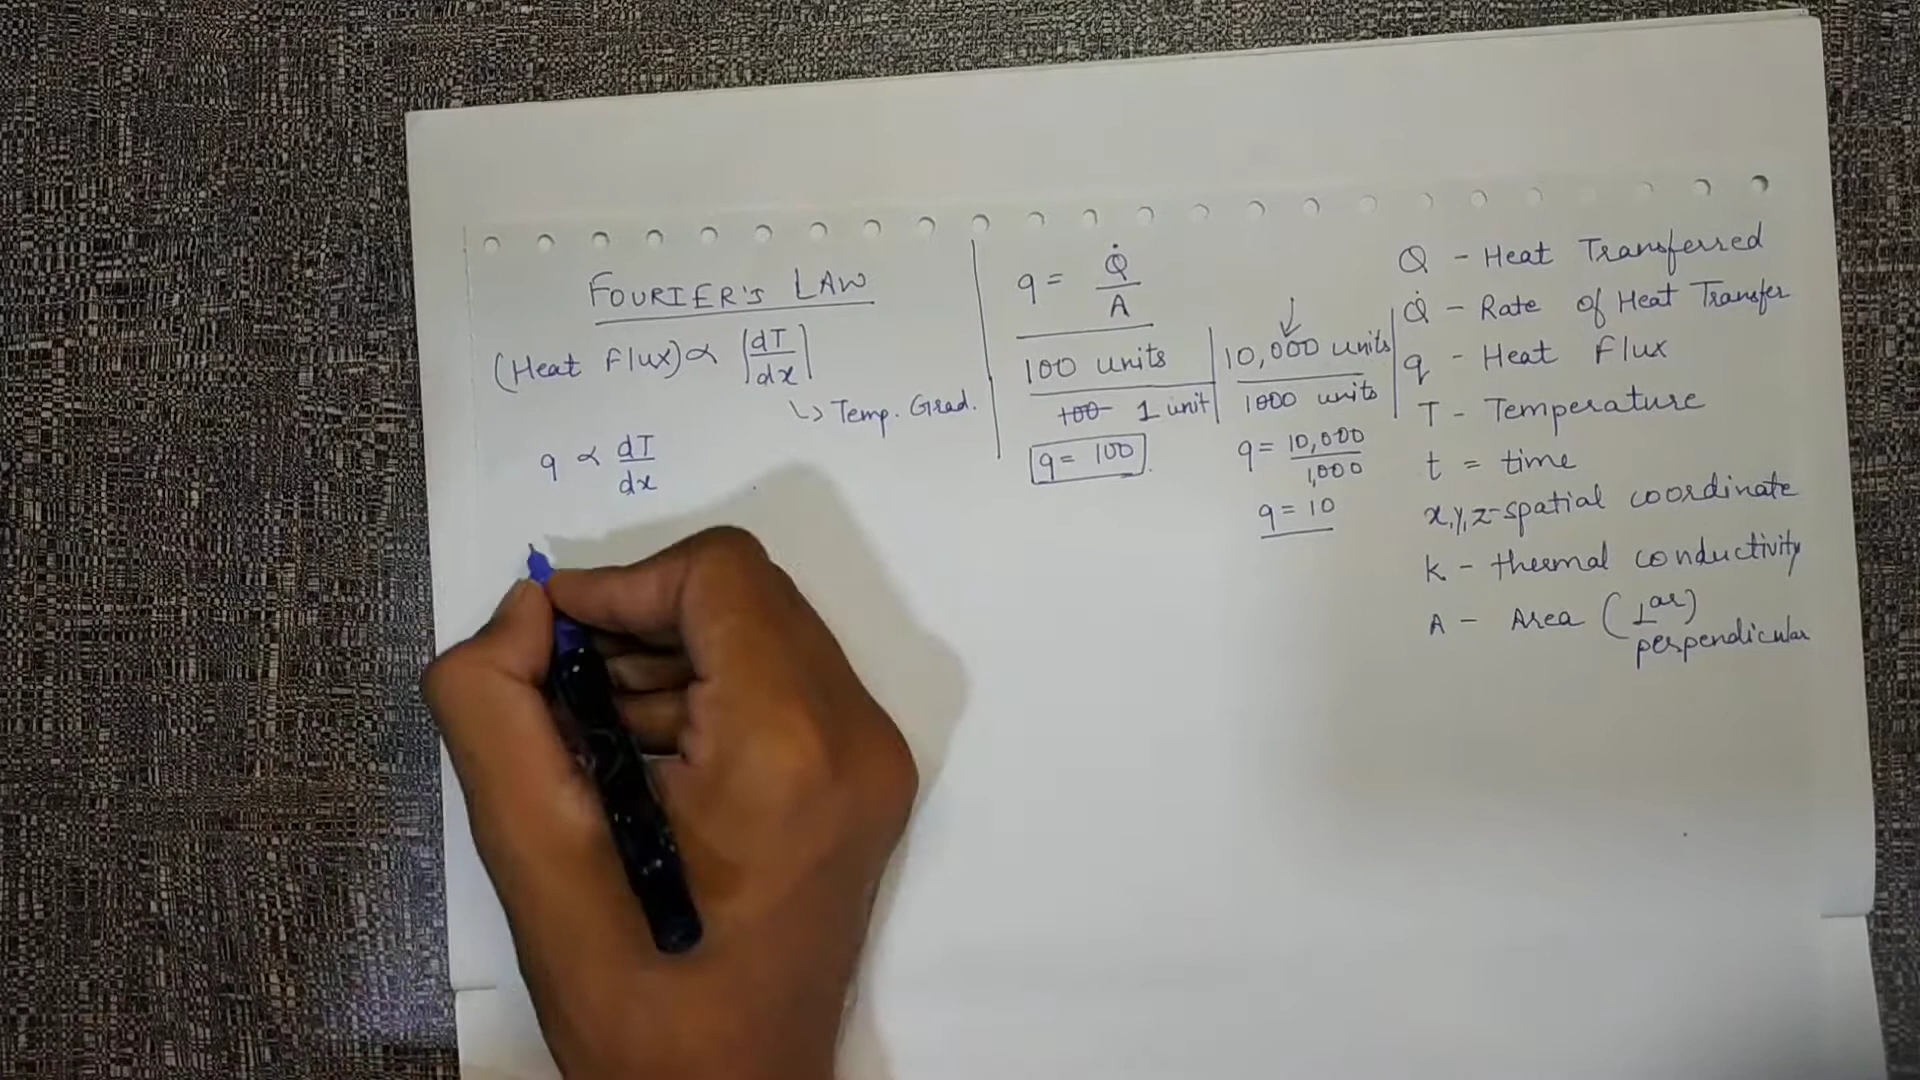 FOURIER'S LAW
(Heat Flux) ∝ |dT/dx|
↳ Temp. Grad.
q ∝ dT/dx
q = Q̇/A
100 units
100 1 unit
q = 100
10,000 units
1000 units
q = 10,000/1,000
q = 10
Q - Heat Transferred
Q̇ - Rate of Heat Transfer
q - Heat Flux
T - Temperature
t = time
x,y,z - spatial coordinate
K - thermal conductivity
A - Area (⊥ar)
perpendicular